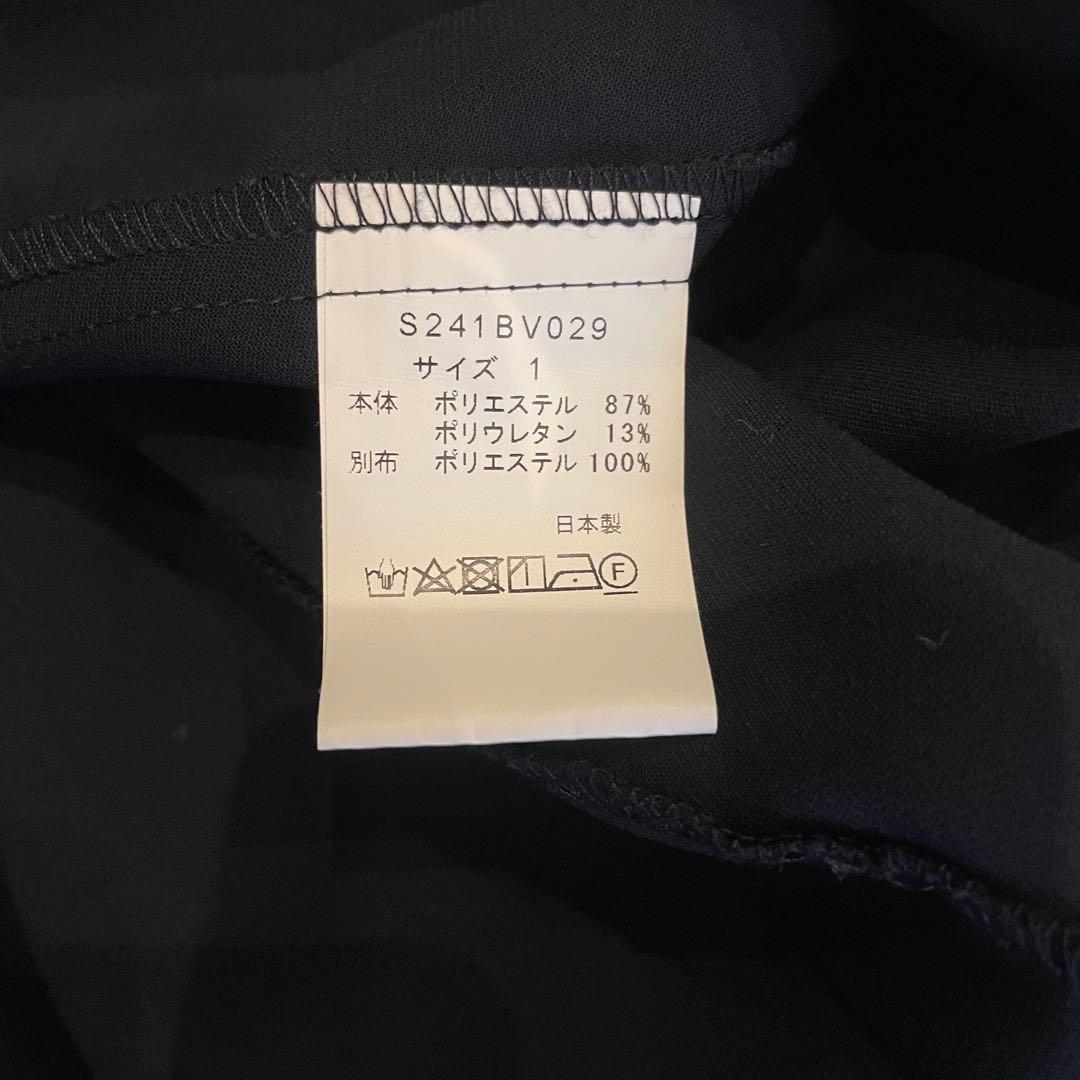 S241BV029
サイズ 1
本体 ポリエステル 87%
ポリウレタン 13%
別布 ポリエステル 100%
日本製
F